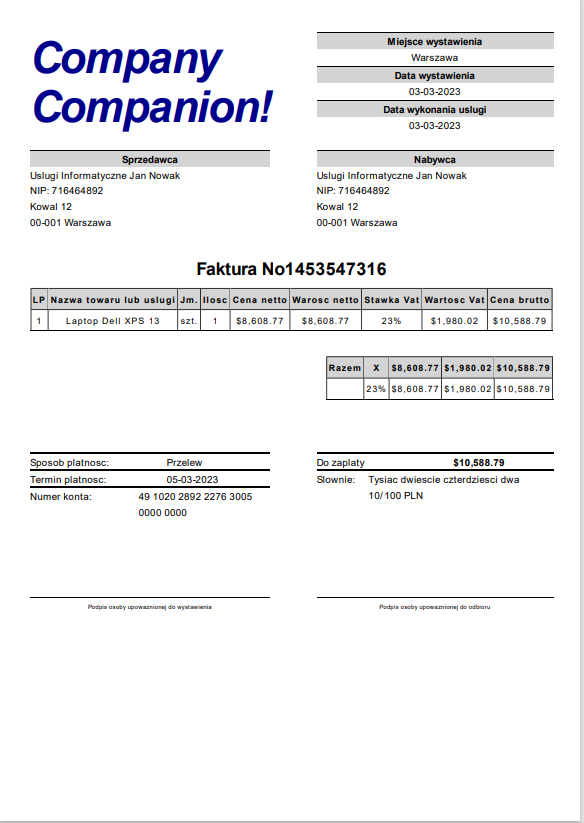 Company
Companion!
Miejsce wystawienia
Warszawa
Data wystawienia
03-03-2023
Data wykonania uslugi
03-03-2023
Sprzedawca
Uslugi Informatyczne Jan Nowak
NIP: 716464892
Kowal 12
00-001 Warszawa
Nabywca
Uslugi Informatyczne Jan Nowak
NIP: 716464892
Kowal 12
00-001 Warszawa
Faktura No1453547316
LP Nazwa towaru lub uslugi Jm. Ilosc Cena netto Warosc netto Stawka Vat Wartosc Vat Cena brutto
1 Laptop Dell XPS 13 szt. 1 $8,608.77 $8,608.77 23% $1,980.02 $10,588.79
Razem X $8,608.77 $1,980.02 $10,588.79
23% $8,608.77 $1,980.02 $10,588.79
Sposob platnosc: Przelew
Termin platnosc: 05-03-2023
Numer konta: 49 1020 2892 2276 3005
0000 0000
Do zaplaty $10,588.79
Slownie: Tysiac dwiescie czterdziesci dwa
10/100 PLN
Podpis osoby upowaznionej do wystawienia
Podpis osoby upowaznionej do odbioru